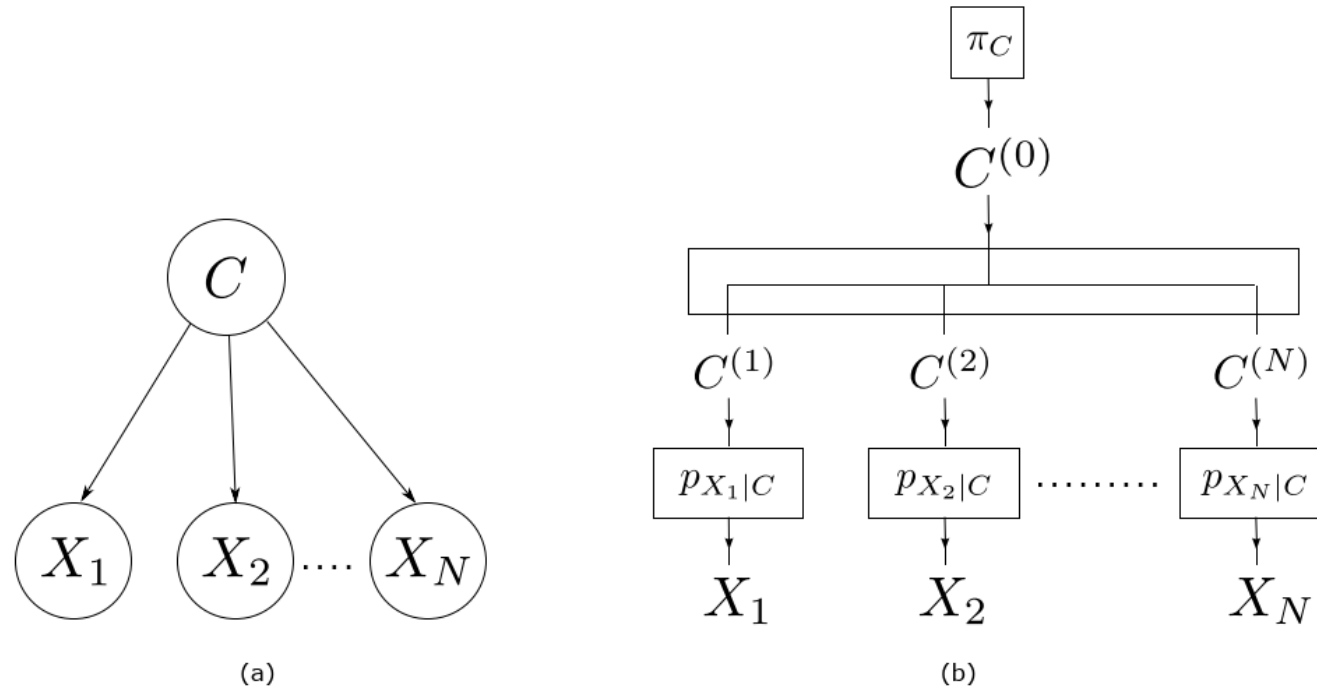 C
X_1 X_2 .... X_N
(a)
π_C
C^{(0)}
C^{(1)} C^{(2)} C^{(N)}
p_{X_1|C} p_{X_2|C} ......... p_{X_N|C}
X_1 X_2 X_N
(b)